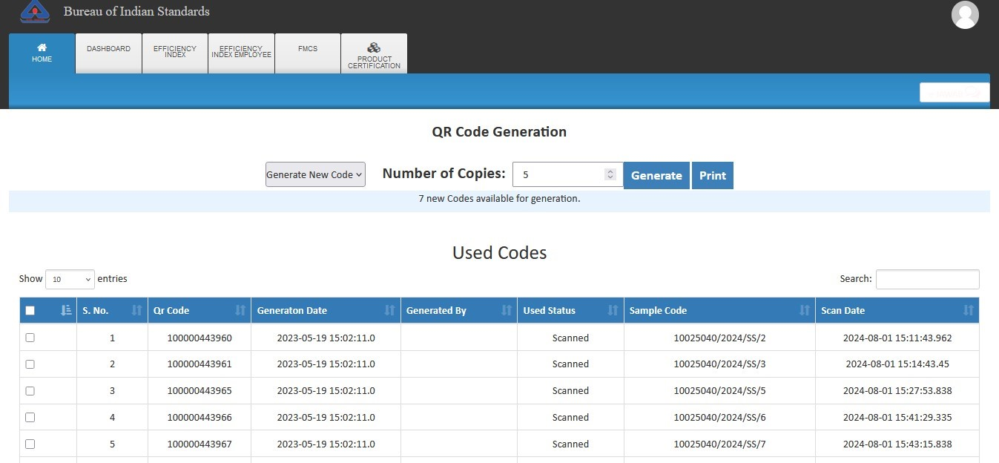 Bureau of Indian Standards
HOME
DASHBOARD
EFFICIENCY
INDEX
EFFICIENCY
INDEX EMPLOYEE
FMCS
PRODUCT
CERTIFICATION
QR Code Generation
Generate New Code
Number of Copies:
5
Generate
Print
7 new Codes available for generation.
Used Codes
Show 10 entries
Search:
S. No. Qr Code Generaton Date Generated By Used Status Sample Code Scan Date
1 100000443960 2023-05-19 15:02:11.0 Scanned 10025040/2024/SS/2 2024-08-01 15:11:43.962
2 100000443961 2023-05-19 15:02:11.0 Scanned 10025040/2024/SS/3 2024-08-01 15:14:43.45
3 100000443965 2023-05-19 15:02:11.0 Scanned 10025040/2024/SS/5 2024-08-01 15:27:53.838
4 100000443966 2023-05-19 15:02:11.0 Scanned 10025040/2024/SS/6 2024-08-01 15:41:29.335
5 100000443967 2023-05-19 15:02:11.0 Scanned 10025040/2024/SS/7 2024-08-01 15:43:15.838